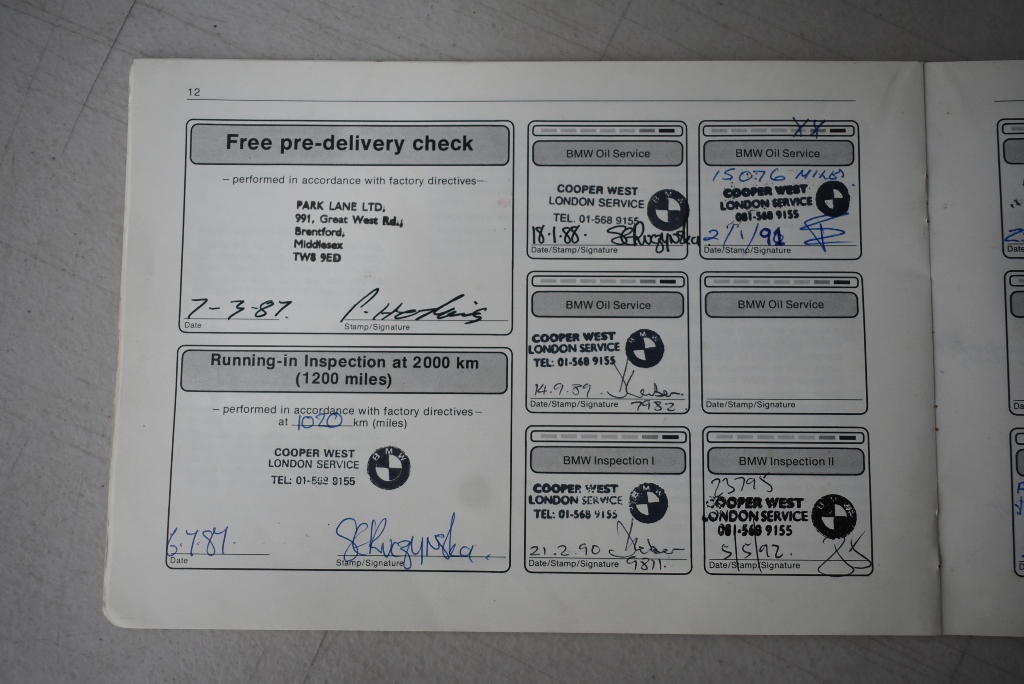 12
Free pre-delivery check
– performed in accordance with factory directives –
PARK LANE LTD,
991, Great West Rd.,
Brentford,
Middlesex
TW8 9ED
7-3-87.
Date
Stamp/Signature
Running-in Inspection at 2000 km
(1200 miles)
– performed in accordance with factory directives –
at 1020 km (miles)
COOPER WEST
LONDON SERVICE
TEL: 01-568 9155
BMW
6.7.87.
Date
Stamp/Signature
BMW Oil Service
COOPER WEST
LONDON SERVICE
TEL. 01-568 9155
18.1.88.
Date/Stamp/Signature
BMW Oil Service
COOPER WEST
LONDON SERVICE
TEL: 01-568 9155
14.9.89.
Date/Stamp/Signature 7982
BMW Inspection I
COOPER WEST
LONDON SERVICE
TEL: 01-568 9155
21.2.90
Date/Stamp/Signature 9811.
XX
BMW Oil Service
15076 MILES
COOPER WEST
LONDON SERVICE
081-568 9155
Date/Stamp/Signature
BMW Oil Service
Date/Stamp/Signature
BMW Inspection II
23795
COOPER WEST
LONDON SERVICE
081-568 9155
5/5/92.
Date/Stamp/Signature